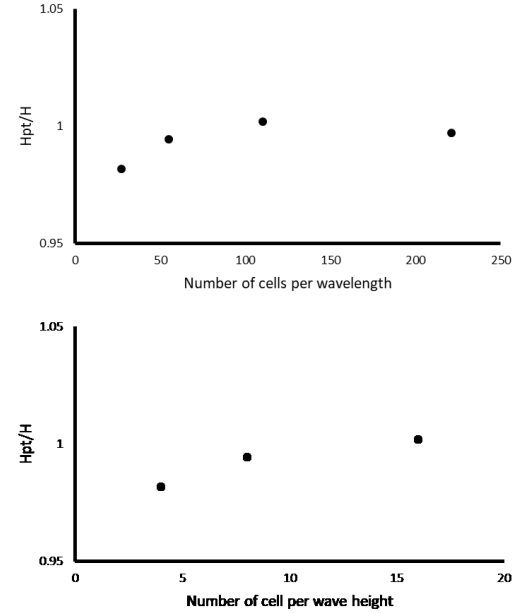 1.05
Hpt/H
1
0.95
0 50 100 150 200 250
Number of cells per wavelength
1.05
Hpt/H
1
0.95
0 5 10 15 20
Number of cell per wave height